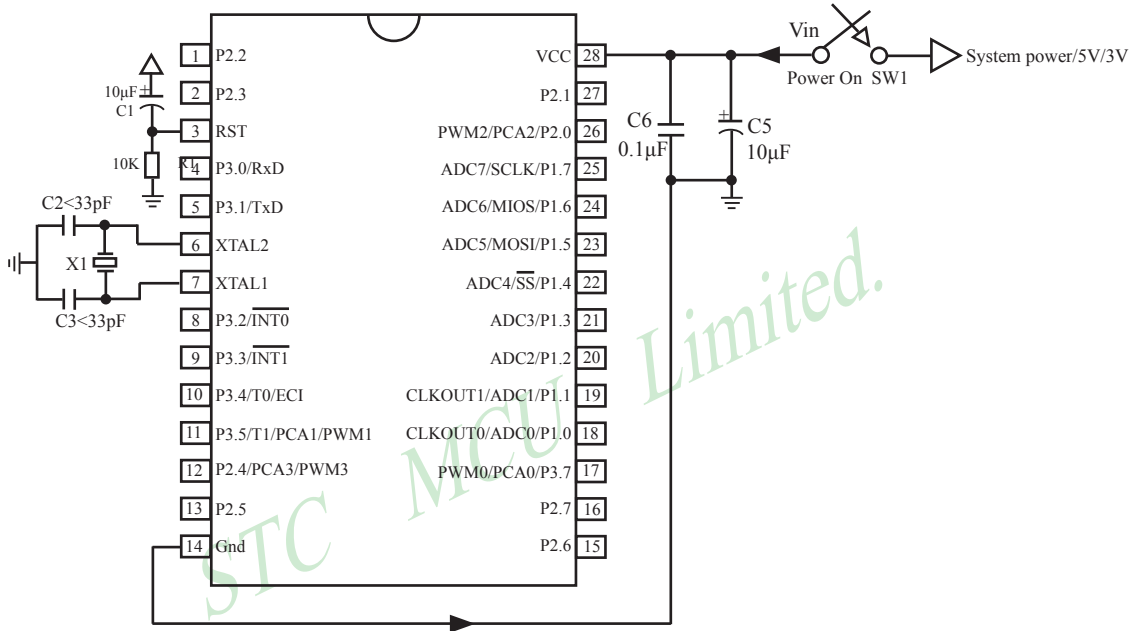 Vin
System power/5V/3V
Power On SW1
10μF +
C1
10K R1
C2<33pF
X1
C3<33pF
1 P2.2
2 P2.3
3 RST
4 P3.0/RxD
5 P3.1/TxD
6 XTAL2
7 XTAL1
8 P3.2/INT0
9 P3.3/INT1
10 P3.4/T0/ECI
11 P3.5/T1/PCA1/PWM1
12 P2.4/PCA3/PWM3
13 P2.5
14 Gnd
VCC 28
P2.1 27
PWM2/PCA2/P2.0 26
ADC7/SCLK/P1.7 25
ADC6/MIOS/P1.6 24
ADC5/MOSI/P1.5 23
ADC4/SS/P1.4 22
ADC3/P1.3 21
ADC2/P1.2 20
CLKOUT1/ADC1/P1.1 19
CLKOUT0/ADC0/P1.0 18
PWM0/PCA0/P3.7 17
P2.7 16
P2.6 15
C6
0.1μF
+ C5
10μF
STC MCU Limited.